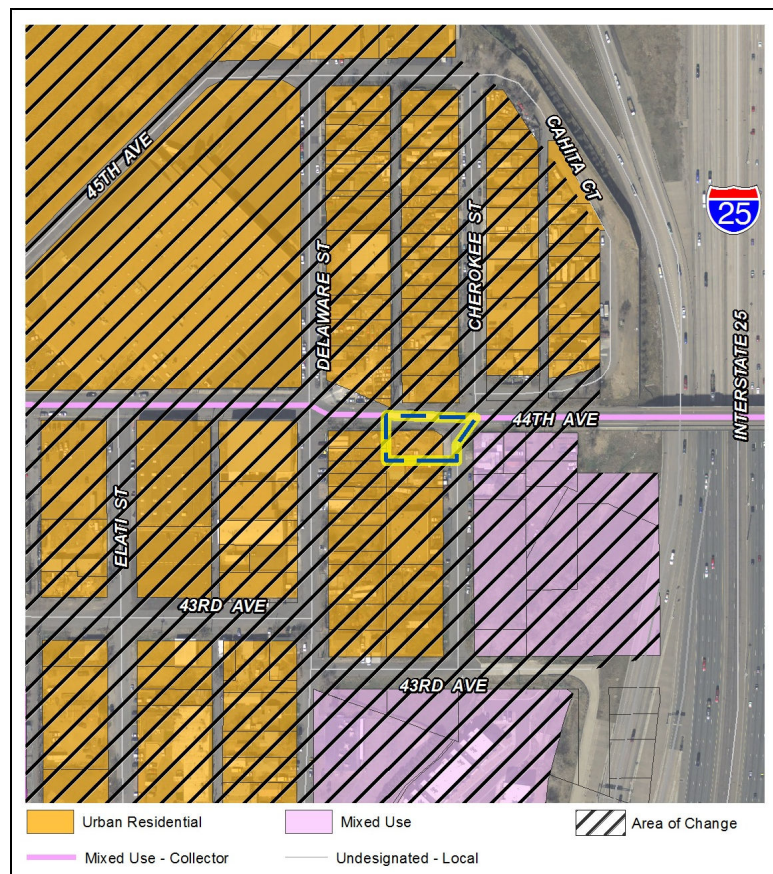 45TH AVE
CAHITA CT
25
DELAWARE ST
CHEROKEE ST
INTERSTATE 25
44TH AVE
ELATI ST
43RD AVE
43RD AVE
Urban Residential
Mixed Use
Area of Change
Mixed Use - Collector
Undesignated - Local